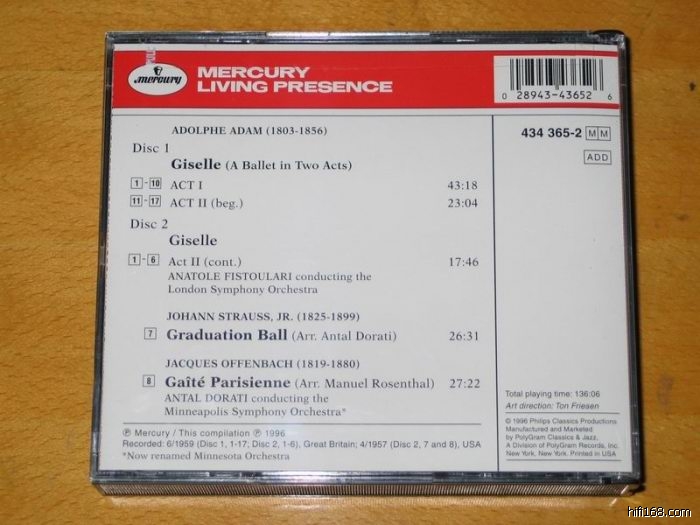 mercury
MERCURY
LIVING PRESENCE
0 28943-43652 6
434 365-2 MM
ADD
ADOLPHE ADAM (1803-1856)
Disc 1
Giselle (A Ballet in Two Acts)
1 - 10 ACT I 43:18
11 - 17 ACT II (beg.) 23:04
Disc 2
Giselle
1 - 6 Act II (cont.) 17:46
ANATOLE FISTOULARI conducting the
London Symphony Orchestra
JOHANN STRAUSS, JR. (1825-1899)
7 Graduation Ball (Arr. Antal Dorati) 26:31
JACQUES OFFENBACH (1819-1880)
8 Gaîté Parisienne (Arr. Manuel Rosenthal) 27:22
ANTAL DORATI conducting the
Minneapolis Symphony Orchestra*
Ⓟ Mercury / This compilation Ⓟ 1996
Recorded: 6/1959 (Disc 1, 1-17; Disc 2, 1-6), Great Britain; 4/1957 (Disc 2, 7 and 8), USA
*Now renamed Minnesota Orchestra
Total playing time: 136:06
Art direction: Ton Friesen
© 1996 Philips Classics Productions
Manufactured and Marketed
by PolyGram Classics & Jazz,
A Division of PolyGram Records, Inc.
New York, New York. Printed in USA
hifi168.com